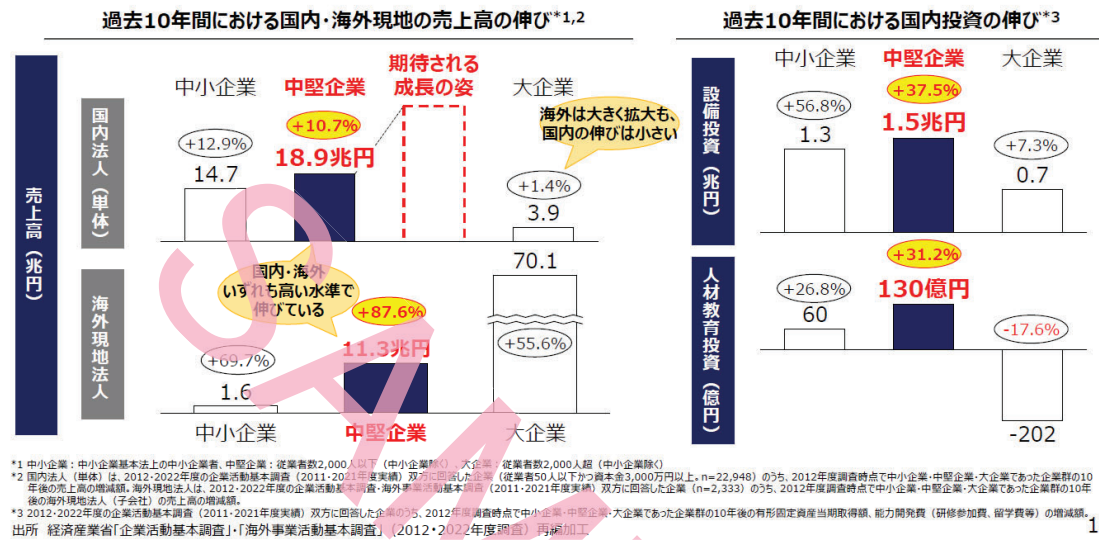 過去10年間における国内・海外現地の売上高の伸び*1,2
過去10年間における国内投資の伸び*3
売上高（兆円）
国内法人（単体）
中小企業
中堅企業
期待される
成長の姿
大企業
+12.9%
14.7
+10.7%
18.9兆円
海外は大きく拡大も、
国内の伸びは小さい
+1.4%
3.9
海外現地法人
国内・海外
いずれも高い水準で
伸びている
+69.7%
1.6
+87.6%
11.3兆円
70.1
+55.6%
中小企業
中堅企業
大企業
設備投資（兆円）
中小企業
中堅企業
大企業
+56.8%
1.3
+37.5%
1.5兆円
+7.3%
0.7
人材教育投資（億円）
+26.8%
60
+31.2%
130億円
-17.6%
-202
*1 中小企業：中小企業基本法上の中小企業者、中堅企業：従業者数2,000人以下（中小企業除く）、大企業：従業者数2,000人超（中小企業除く）
*2 国内法人（単体）は、2012・2022年度の企業活動基本調査（2011・2021年度実績）双方に回答した企業（従業者50人以下かつ資本金3,000万円以上。n=22,948）のうち、2012年度調査時点で中小企業・中堅企業・大企業であった企業群の10
年後の売上高の増減額。海外現地法人は、2012・2022年度の企業活動基本調査・海外事業活動基本調査（2011・2021年度実績）双方に回答した企業（n=2,333）のうち、2012年度調査時点で中小企業・中堅企業・大企業であった企業群の10年
後の海外現地法人（子会社）の売上高の増減額。
*3 2012・2022年度の企業活動基本調査（2011・2021年度実績）双方に回答した企業のうち、2012年度調査時点で中小企業・中堅企業・大企業であった企業群の10年後の有形固定資産当期取得額、能力開発費（研修参加費、留学費等）の増減額。
出所 経済産業省「企業活動基本調査」・「海外事業活動基本調査」（2012・2022年度調査）再編加工
1